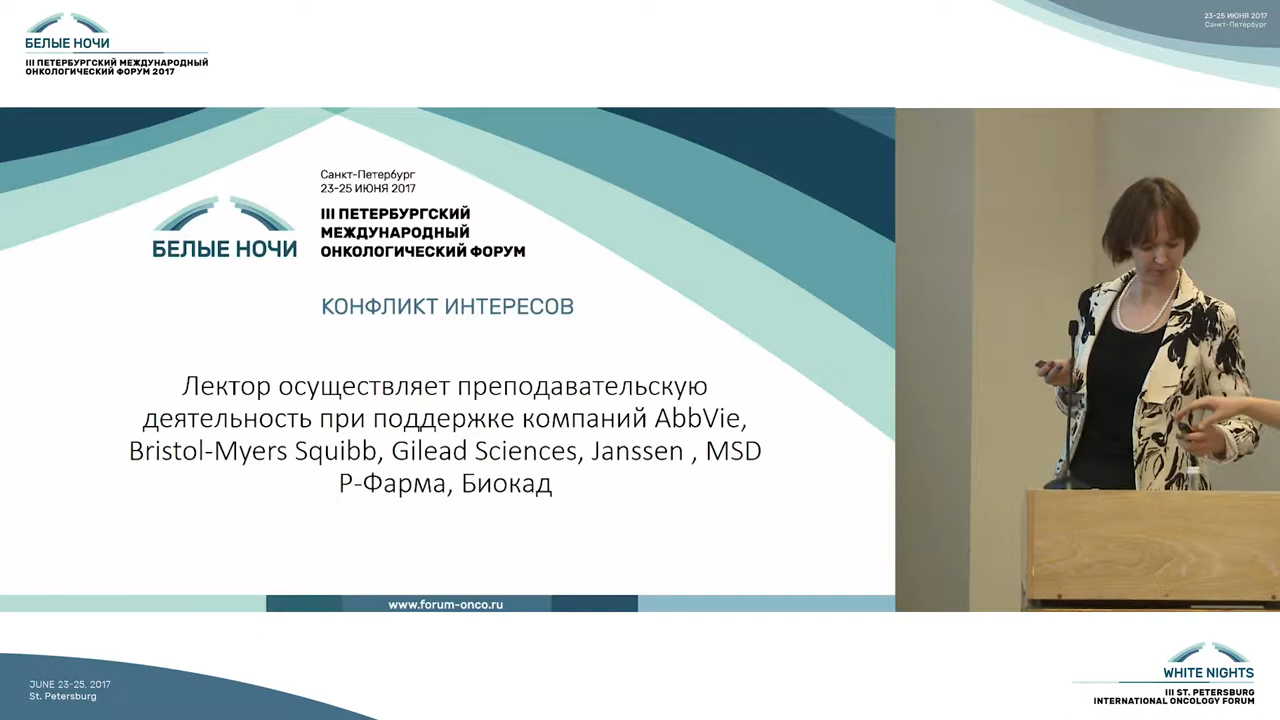 БЕЛЫЕ НОЧИ
III ПЕТЕРБУРГСКИЙ МЕЖДУНАРОДНЫЙ
ОНКОЛОГИЧЕСКИЙ ФОРУМ 2017
23-25 ИЮНЯ 2017
Санкт-Петербург
Санкт-Петербург
23-25 ИЮНЯ 2017
III ПЕТЕРБУРГСКИЙ
МЕЖДУНАРОДНЫЙ
ОНКОЛОГИЧЕСКИЙ ФОРУМ
БЕЛЫЕ НОЧИ
КОНФЛИКТ ИНТЕРЕСОВ
Лектор осуществляет преподавательскую
деятельность при поддержке компаний AbbVie,
Bristol-Myers Squibb, Gilead Sciences, Janssen , MSD
Р-Фарма, Биокад
www.forum-onco.ru
JUNE 23-25, 2017
St. Petersburg
WHITE NIGHTS
III ST. PETERSBURG
INTERNATIONAL ONCOLOGY FORUM